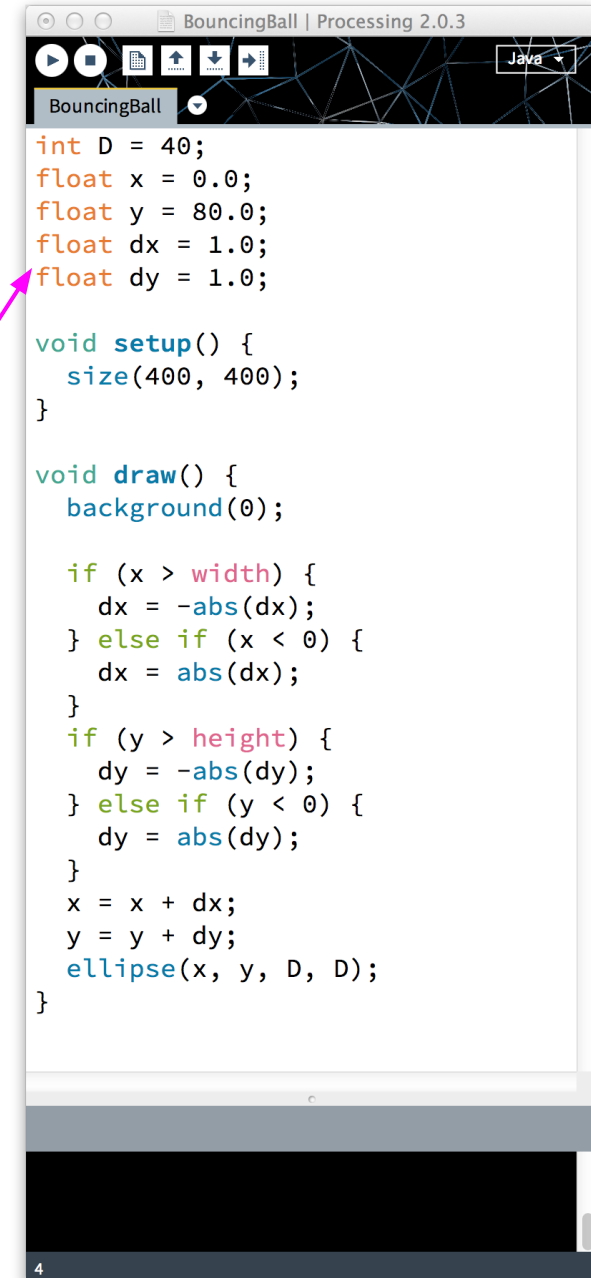 BouncingBall | Processing 2.0.3
Java
BouncingBall
int D = 40;
float x = 0.0;
float y = 80.0;
float dx = 1.0;
float dy = 1.0;

void setup() {
  size(400, 400);
}

void draw() {
  background(0);

  if (x > width) {
    dx = -abs(dx);
  } else if (x < 0) {
    dx = abs(dx);
  }
  if (y > height) {
    dy = -abs(dy);
  } else if (y < 0) {
    dy = abs(dy);
  }
  x = x + dx;
  y = y + dy;
  ellipse(x, y, D, D);
}
4